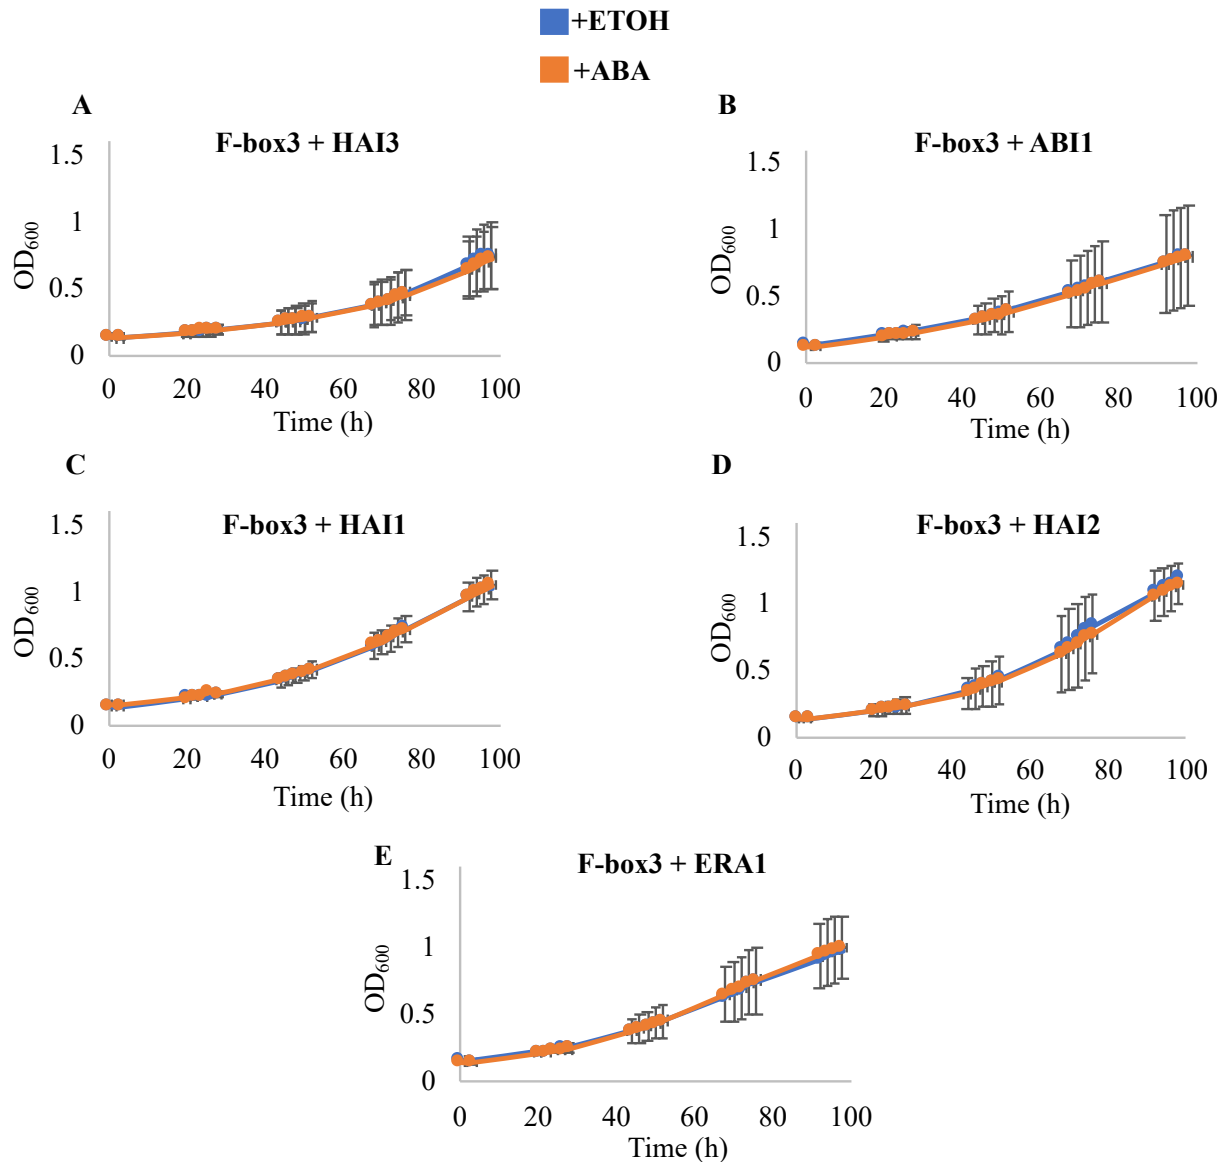 +ETOH
+ABA
A
F-box3 + HAI3
1.5
1
0.5
0
OD600
0 20 40 60 80 100
Time (h)
B
F-box3 + ABI1
1.5
1
0.5
0
OD600
0 20 40 60 80 100
Time (h)
C
F-box3 + HAI1
1.5
1
0.5
0
OD600
0 20 40 60 80 100
Time (h)
D
F-box3 + HAI2
1.5
1
0.5
0
OD600
0 20 40 60 80 100
Time (h)
E
F-box3 + ERA1
1.5
1
0.5
0
OD600
0 20 40 60 80 100
Time (h)